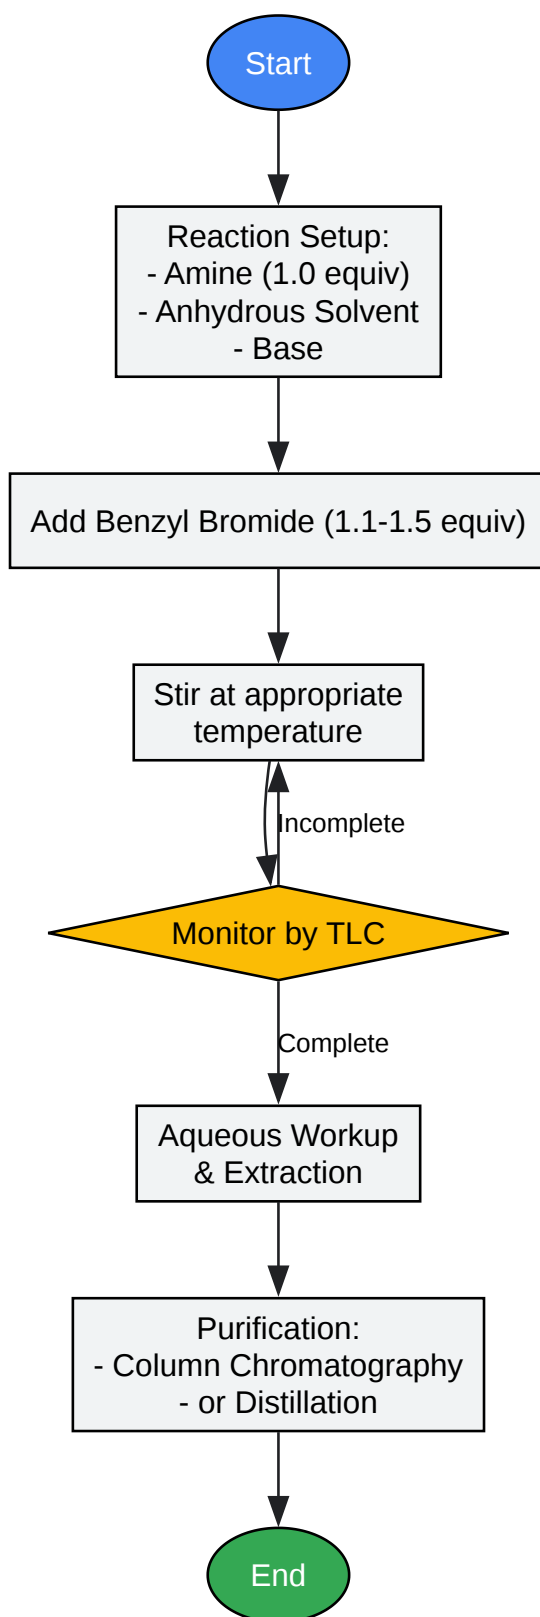 Start
Reaction Setup:
- Amine (1.0 equiv)
- Anhydrous Solvent
- Base
Add Benzyl Bromide (1.1-1.5 equiv)
Stir at appropriate
temperature
Incomplete
Monitor by TLC
Complete
Aqueous Workup
& Extraction
Purification:
- Column Chromatography
- or Distillation
End